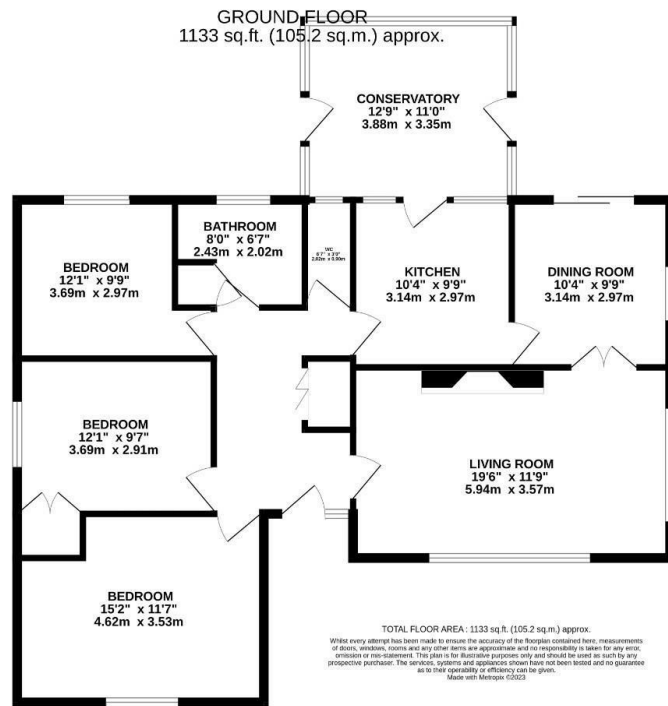 GROUND FLOOR
1133 sq.ft. (105.2 sq.m.) approx.
CONSERVATORY
12'9" x 11'0"
3.88m x 3.35m
BATHROOM
8'0" x 6'7"
2.43m x 2.02m
WC
BEDROOM
12'1" x 9'9"
3.69m x 2.97m
KITCHEN
10'4" x 9'9"
3.14m x 2.97m
DINING ROOM
10'4" x 9'9"
3.14m x 2.97m
BEDROOM
12'1" x 9'7"
3.69m x 2.91m
LIVING ROOM
19'6" x 11'9"
5.94m x 3.57m
BEDROOM
15'2" x 11'7"
4.62m x 3.53m
TOTAL FLOOR AREA : 1133 sq.ft. (105.2 sq.m.) approx.
Whilst every attempt has been made to ensure the accuracy of the floorplan contained here, measurements
of doors, windows, rooms and any other items are approximate and no responsibility is taken for any error,
omission or mis-statement. This plan is for illustrative purposes only and should be used as such by any
prospective purchaser. The services, systems and appliances shown have not been tested and no guarantee
as to their operability or efficiency can be given.
Made with Metropix ©2023